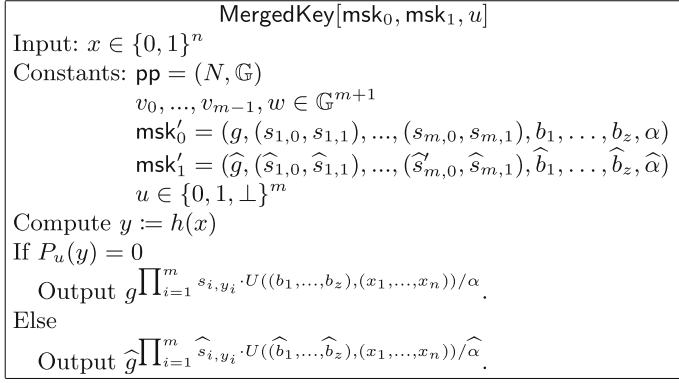 MergedKey[msk₀, msk₁, u]
Input: x ∈ {0, 1}ⁿ
Constants: pp = (N, 𝔾)
v₀, ..., v_{m−1}, w ∈ 𝔾^{m+1}
msk′₀ = (g, (s_{1,0}, s_{1,1}), ..., (s_{m,0}, s_{m,1}), b₁, . . . , b_z, α)
msk′₁ = (ĝ, (ŝ_{1,0}, ŝ_{1,1}), ..., (ŝ′_{m,0}, ŝ_{m,1}), b̂₁, . . . , b̂_z, α̂)
u ∈ {0, 1, ⊥}ᵐ
Compute y := h(x)
If P_u(y) = 0
Output g^{∏_{i=1}^{m} s_{i,y_i}·U((b₁,...,b_z),(x₁,...,x_n))/α}.
Else
Output ĝ^{∏_{i=1}^{m} ŝ_{i,y_i}·U((b̂₁,...,b̂_z),(x₁,...,x_n))/α̂}.